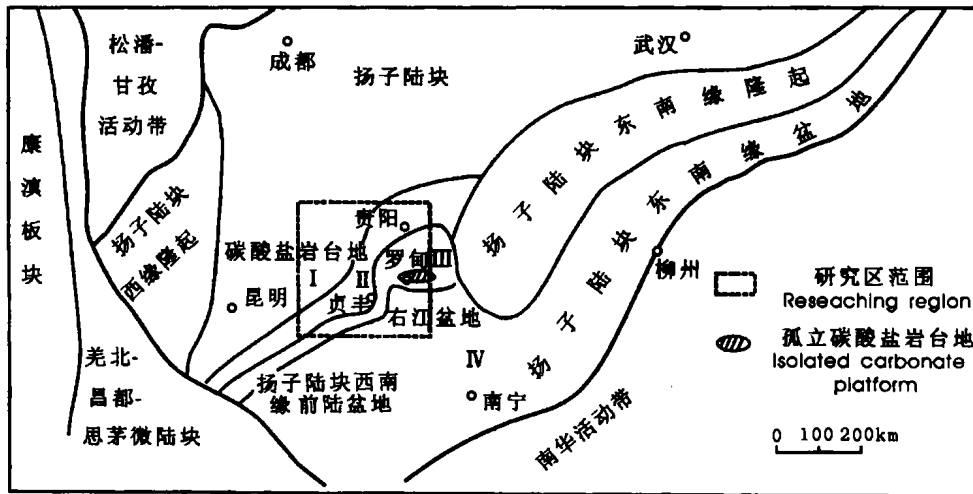 松潘-
甘孜
活动带
成都
武汉
扬子陆块
扬子陆块东南缘隆起
扬子陆块东南缘盆地
康滇板块
扬子陆块
西缘隆起
碳酸盐岩台地
贵阳
罗甸
I
II
III
贞丰
昆明
右江盆地
IV
柳州
南宁
羌北-
昌都-
思茅微陆块
扬子陆块西南
缘前陆盆地
南华活动带
研究区范围
Reseaching region
孤立碳酸盐岩台地
Isolated carbonate
platform
0 100 200km